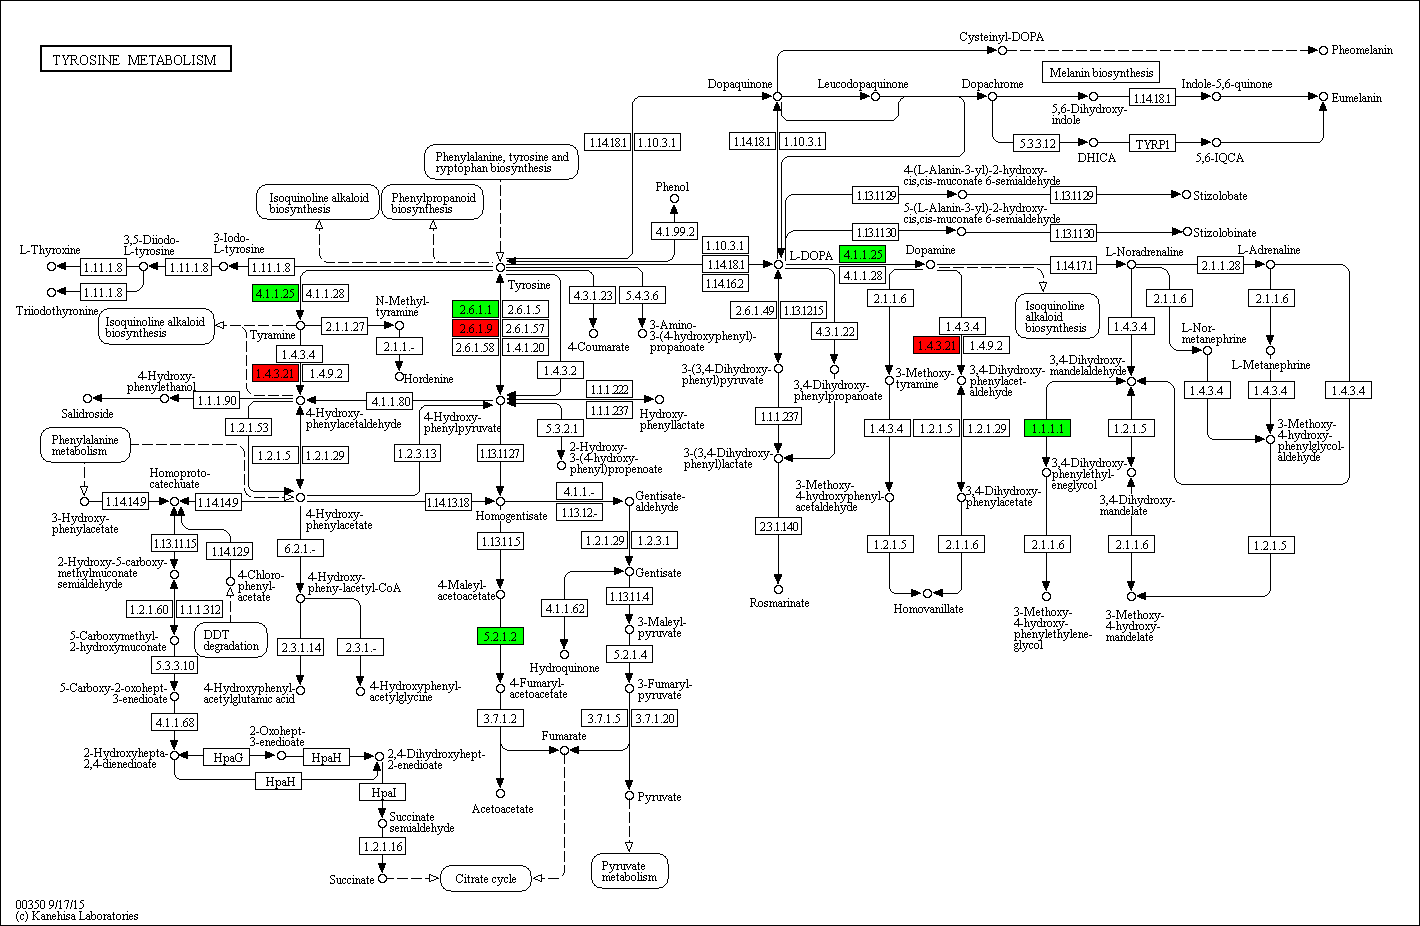 TYROSINE METABOLISM
Cysteinyl-DOPA
Pheomelanin
Melanin biosynthesis
Dopaquinone
Leucodopaquinone
Dopachrome
Indole-5,6-quinone
1.14.18.1
Eumelanin
5,6-Dihydroxy-
indole
1.14.18.1
1.10.3.1
1.14.18.1
1.10.3.1
5.3.3.12
TYRP1
DHICA
5,6-IQCA
Phenylalanine, tyrosine and
ryptophan biosynthesis
4-(L-Alanin-3-yl)-2-hydroxy-
cis,cis-muconate 6-semialdehyde
Isoquinoline alkaloid
biosynthesis
Phenylpropanoid
biosynthesis
Phenol
1.13.11.29
1.13.11.29
Stizolobate
5-(L-Alanin-3-yl)-2-hydroxy-
cis,cis-muconate 6-semialdehyde
4.1.99.2
1.13.11.30
1.13.11.30
Stizolobinate
L-Thyroxine
3,5-Diiodo-
L-tyrosine
3-Iodo-
L-tyrosine
1.10.3.1
1.14.18.1
1.14.16.2
L-DOPA
4.1.1.25
4.1.1.28
Dopamine
L-Noradrenaline
L-Adrenaline
1.11.1.8
1.11.1.8
1.11.1.8
1.14.17.1
2.1.1.28
1.11.1.8
Triiodothyronine
4.1.1.25
4.1.1.28
Tyrosine
4.3.1.23
5.4.3.6
2.1.1.6
2.1.1.6
2.1.1.6
Isoquinoline
alkaloid
biosynthesis
Isoquinoline alkaloid
biosynthesis
Tyramine
2.1.1.27
N-Methyl-
tyramine
2.6.1.1
2.6.1.5
2.6.1.9
2.6.1.57
2.6.1.58
1.4.1.20
4-Coumarate
3-Amino-
3-(4-hydroxyphenyl)-
propanoate
2.6.1.49
1.13.12.15
4.3.1.22
1.4.3.4
1.4.3.21
1.4.9.2
1.4.3.4
L-Nor-
metanephrine
L-Metanephrine
2.1.1.-
Hordenine
1.4.3.4
1.4.3.21
1.4.9.2
1.4.3.2
3-(3,4-Dihydroxy-
phenyl)pyruvate
3,4-Dihydroxy-
phenylpropanoate
3-Methoxy-
tyramine
3,4-Dihydroxy-
phenylacet-
aldehyde
3,4-Dihydroxy-
mandelaldehyde
1.4.3.4
1.4.3.4
1.4.3.4
4-Hydroxy-
phenylethanol
Salidroside
1.1.1.90
4-Hydroxy-
phenylacetaldehyde
4.1.1.80
4-Hydroxy-
phenylpyruvate
1.1.1.222
1.1.1.237
Hydroxy-
phenyllactate
1.1.1.237
Phenylalanine
metabolism
1.2.1.53
5.3.2.1
1.4.3.4
1.2.1.5
1.2.1.29
1.1.1.1
1.2.1.5
3-Methoxy-
4-hydroxy-
phenylglycol-
aldehyde
1.2.1.5
1.2.1.29
1.2.3.13
1.13.11.27
2-Hydroxy-
3-(4-hydroxy-
phenyl)propenoate
3-(3,4-Dihydroxy-
phenyl)lactate
Homoproto-
catechuate
3,4-Dihydroxy-
phenylethyl-
eneglycol
3-Methoxy-
4-hydroxyphenyl-
acetaldehyde
3,4-Dihydroxy-
phenylacetate
3,4-Dihydroxy-
mandelate
1.14.14.9
1.14.14.9
3-Hydroxy-
phenylacetate
4-Hydroxy-
phenylacetate
1.14.13.18
Homogentisate
4.1.1.-
1.13.12.-
Gentisate-
aldehyde
2.3.1.140
1.13.11.15
1.14.12.9
6.2.1.-
1.13.11.5
1.2.1.29
1.2.3.1
1.2.1.5
2.1.1.6
2.1.1.6
2.1.1.6
1.2.1.5
2-Hydroxy-5-carboxy-
methylmuconate
semialdehyde
4-Chloro-
phenyl-
acetate
4-Hydroxy-
pheny-lacetyl-CoA
4-Maleyl-
acetoacetate
Gentisate
Rosmarinate
Homovanillate
3-Methoxy-
4-hydroxy-
phenylethylene-
glycol
3-Methoxy-
4-hydroxy-
mandelate
1.2.1.60
1.1.1.312
4.1.1.62
1.13.11.4
DDT
degradation
5-Carboxymethyl-
2-hydroxymuconate
2.3.1.14
2.3.1.-
5.2.1.2
3-Maleyl-
pyruvate
Hydroquinone
5.2.1.4
5.3.3.10
5-Carboxy-2-oxohept-
3-enedioate
4-Hydroxyphenyl-
acetylglutamic acid
4-Hydroxyphenyl-
acetylglycine
4-Fumaryl-
acetoacetate
3-Fumaryl-
pyruvate
4.1.1.68
3.7.1.2
3.7.1.5
3.7.1.20
2-Oxohept-
3-enedioate
Fumarate
2-Hydroxyhepta-
2,4-dienedioate
HpaG
HpaH
2,4-Dihydroxyhept-
2-enedioate
HpaH
HpaI
Acetoacetate
Pyruvate
Succinate
semialdehyde
1.2.1.16
Succinate
Citrate cycle
Pyruvate
metabolism
00350 9/17/15
(c) Kanehisa Laboratories